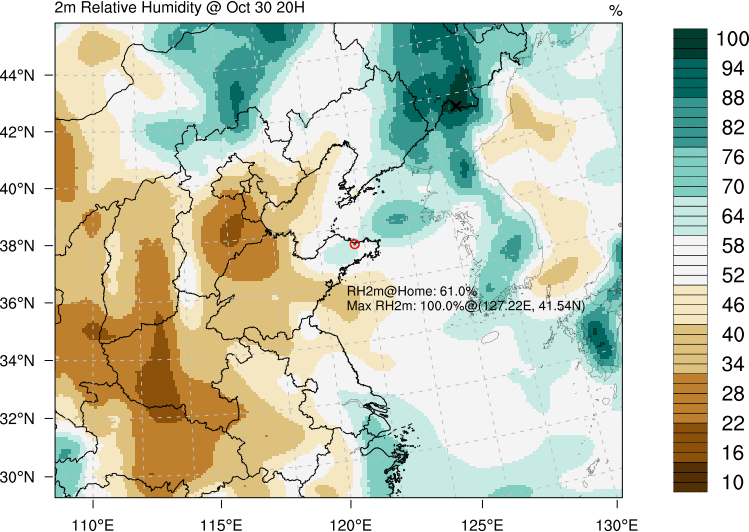 2m Relative Humidity @ Oct 30 20H
%
44°N
42°N
40°N
38°N
36°N
34°N
32°N
30°N
RH2m@Home: 61.0%
Max RH2m: 100.0%@(127.22E, 41.54N)
110°E
115°E
120°E
125°E
130°E
100
94
88
82
76
70
64
58
52
46
40
34
28
22
16
10